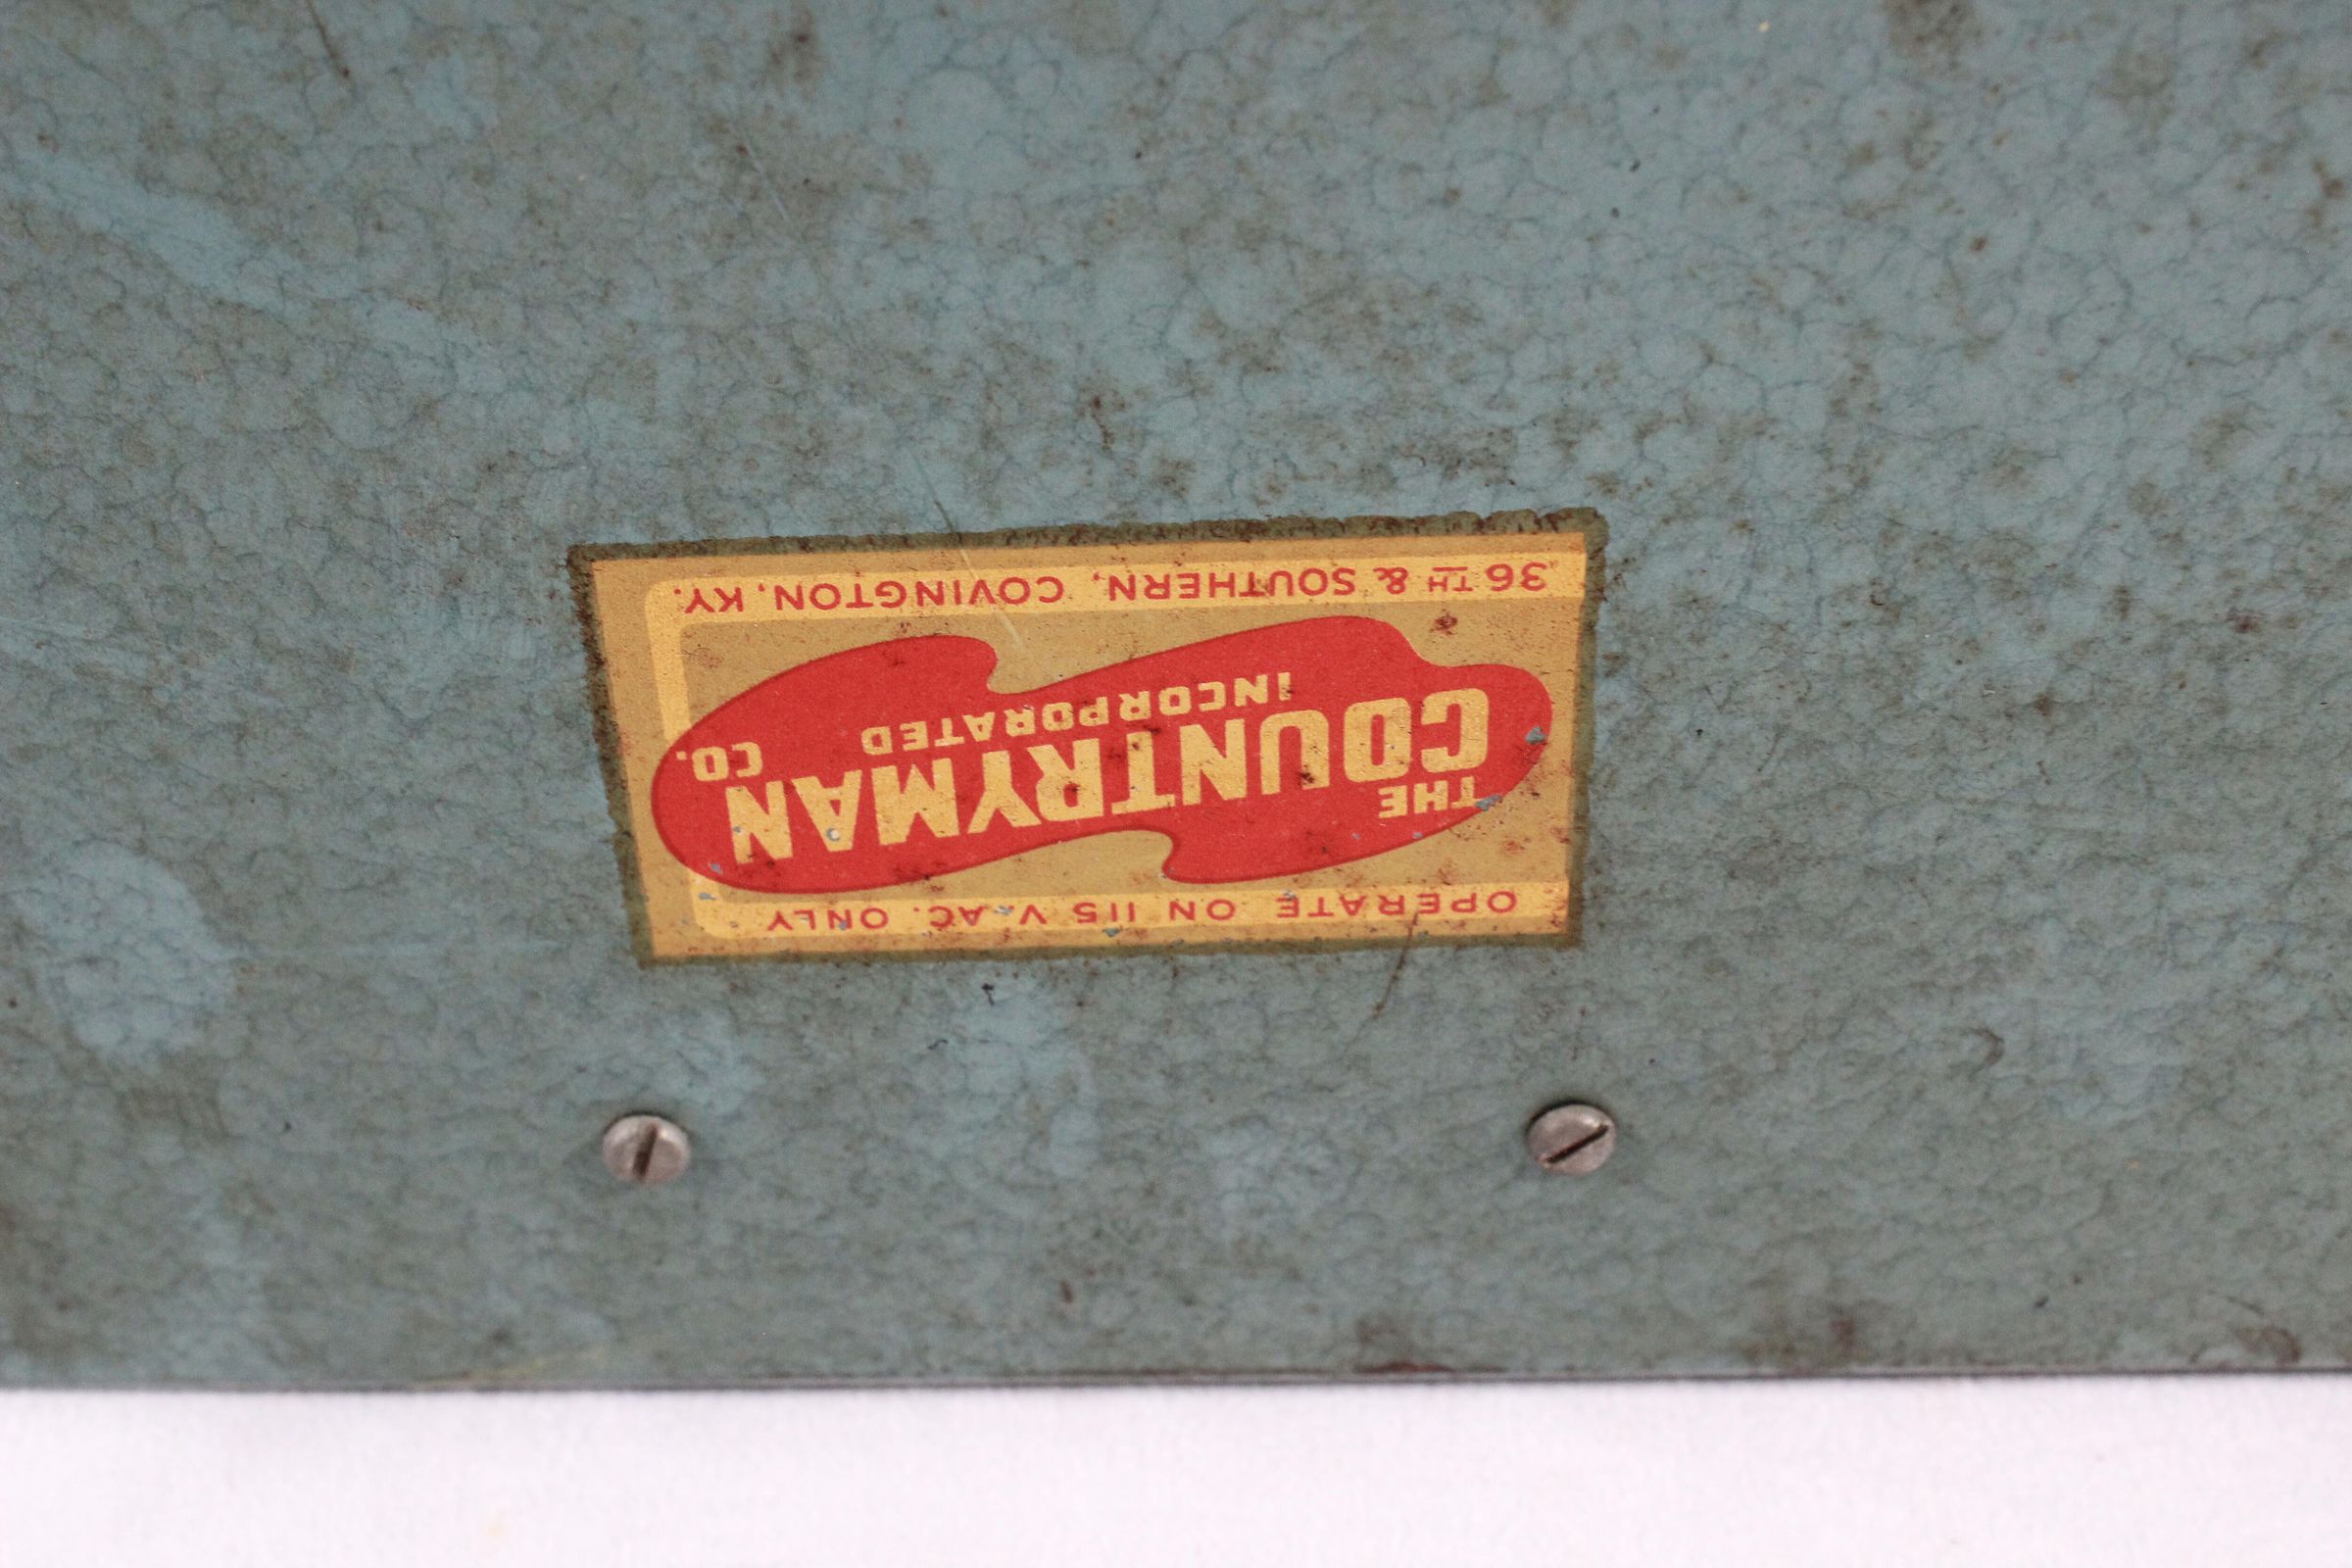 OPERATE ON 115 V. AC. ONLY
THE
COUNTRYMAN
INCORPORATED CO.
36TH & SOUTHERN, COVINGTON, KY.